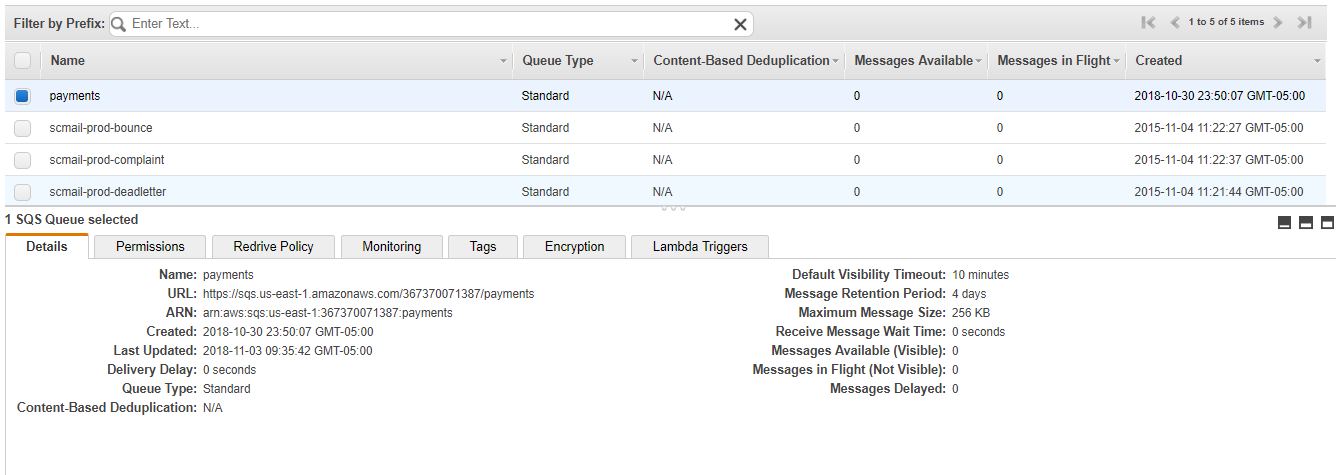 Filter by Prefix: Enter Text... 1 to 5 of 5 items
Name Queue Type Content-Based Deduplication Messages Available Messages in Flight Created
payments Standard N/A 0 0 2018-10-30 23:50:07 GMT-05:00
scmail-prod-bounce Standard N/A 0 0 2015-11-04 11:22:27 GMT-05:00
scmail-prod-complaint Standard N/A 0 0 2015-11-04 11:22:37 GMT-05:00
scmail-prod-deadletter Standard N/A 0 0 2015-11-04 11:21:44 GMT-05:00
1 SQS Queue selected
Details Permissions Redrive Policy Monitoring Tags Encryption Lambda Triggers
Name: payments
URL: https://sqs.us-east-1.amazonaws.com/367370071387/payments
ARN: arn:aws:sqs:us-east-1:367370071387:payments
Created: 2018-10-30 23:50:07 GMT-05:00
Last Updated: 2018-11-03 09:35:42 GMT-05:00
Delivery Delay: 0 seconds
Queue Type: Standard
Content-Based Deduplication: N/A
Default Visibility Timeout: 10 minutes
Message Retention Period: 4 days
Maximum Message Size: 256 KB
Receive Message Wait Time: 0 seconds
Messages Available (Visible): 0
Messages in Flight (Not Visible): 0
Messages Delayed: 0